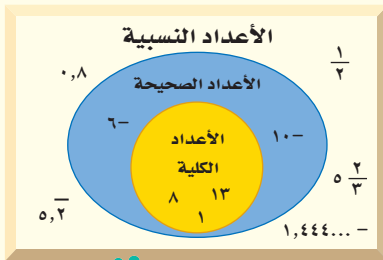 الأعداد النسبية
١/٢
٠,٨
الأعداد الصحيحة
−٦
−١٠
الأعداد
الكلية
٥ ٢/٣
٨ ١٣
١
٥,٢̅
−١,٤٤٤...